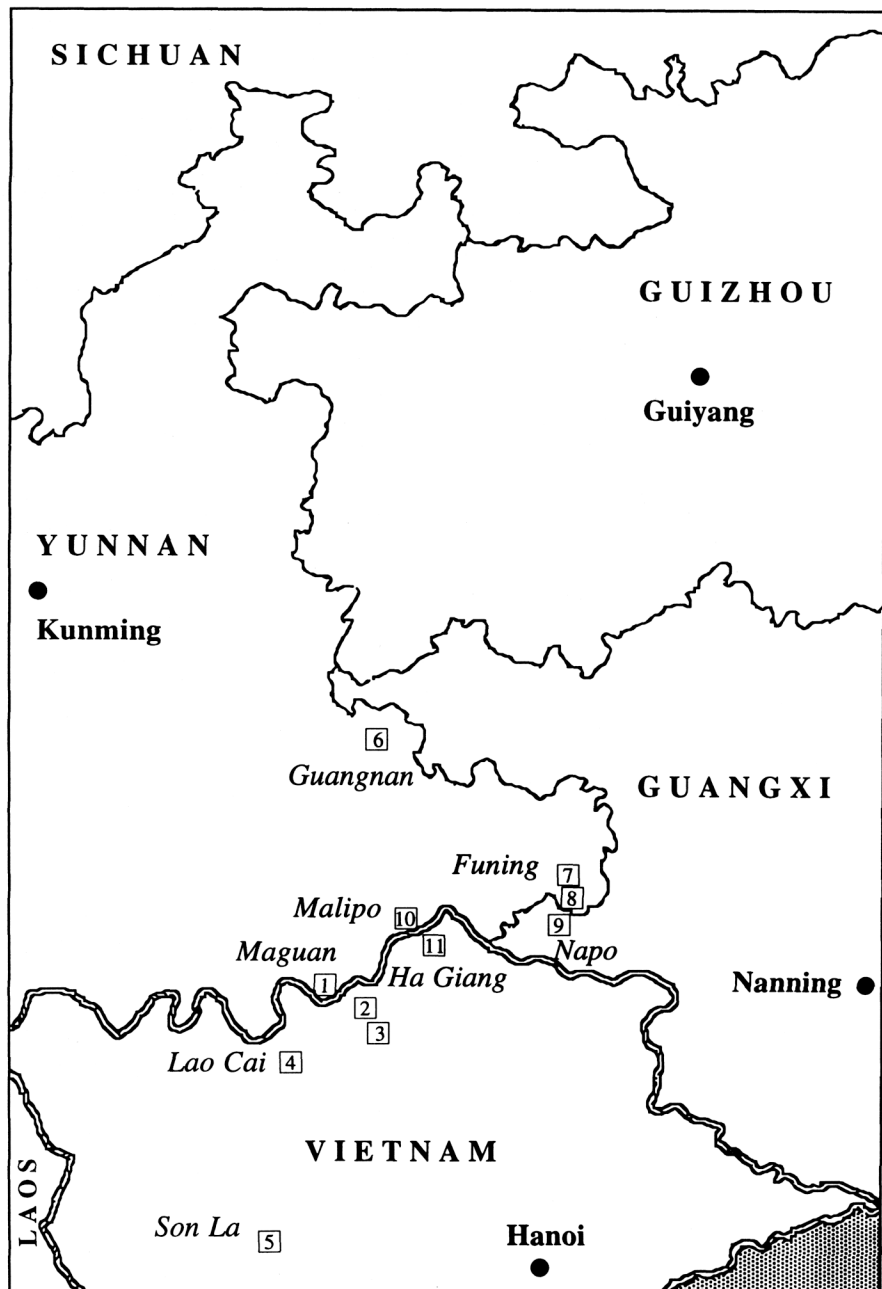 SICHUAN
GUIZHOU
Guiyang
YUNNAN
Kunming
6
Guangnan
GUANGXI
Funing
7
8
Malipo
10
9
Maguan
11
Napo
1
Ha Giang
Nanning
2
3
Lao Cai
4
VIETNAM
LAOS
Son La
5
Hanoi